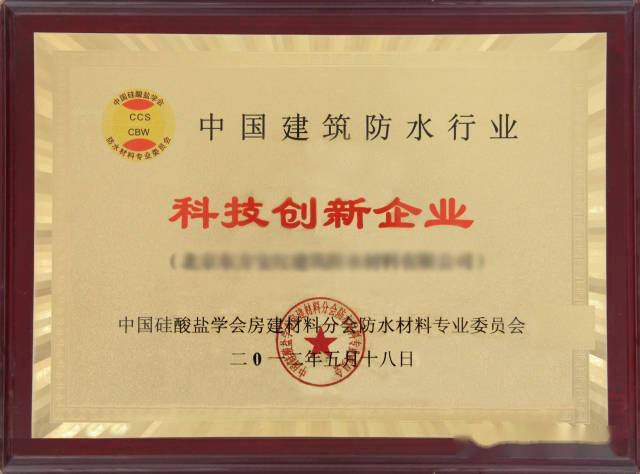 中国硅酸盐学会
CCS
CBW
防水材料专业委员会
中国建筑防水行业
科技创新企业
中国硅酸盐学会房建材料分会防水材料专业委员会
二0一二年五月十八日